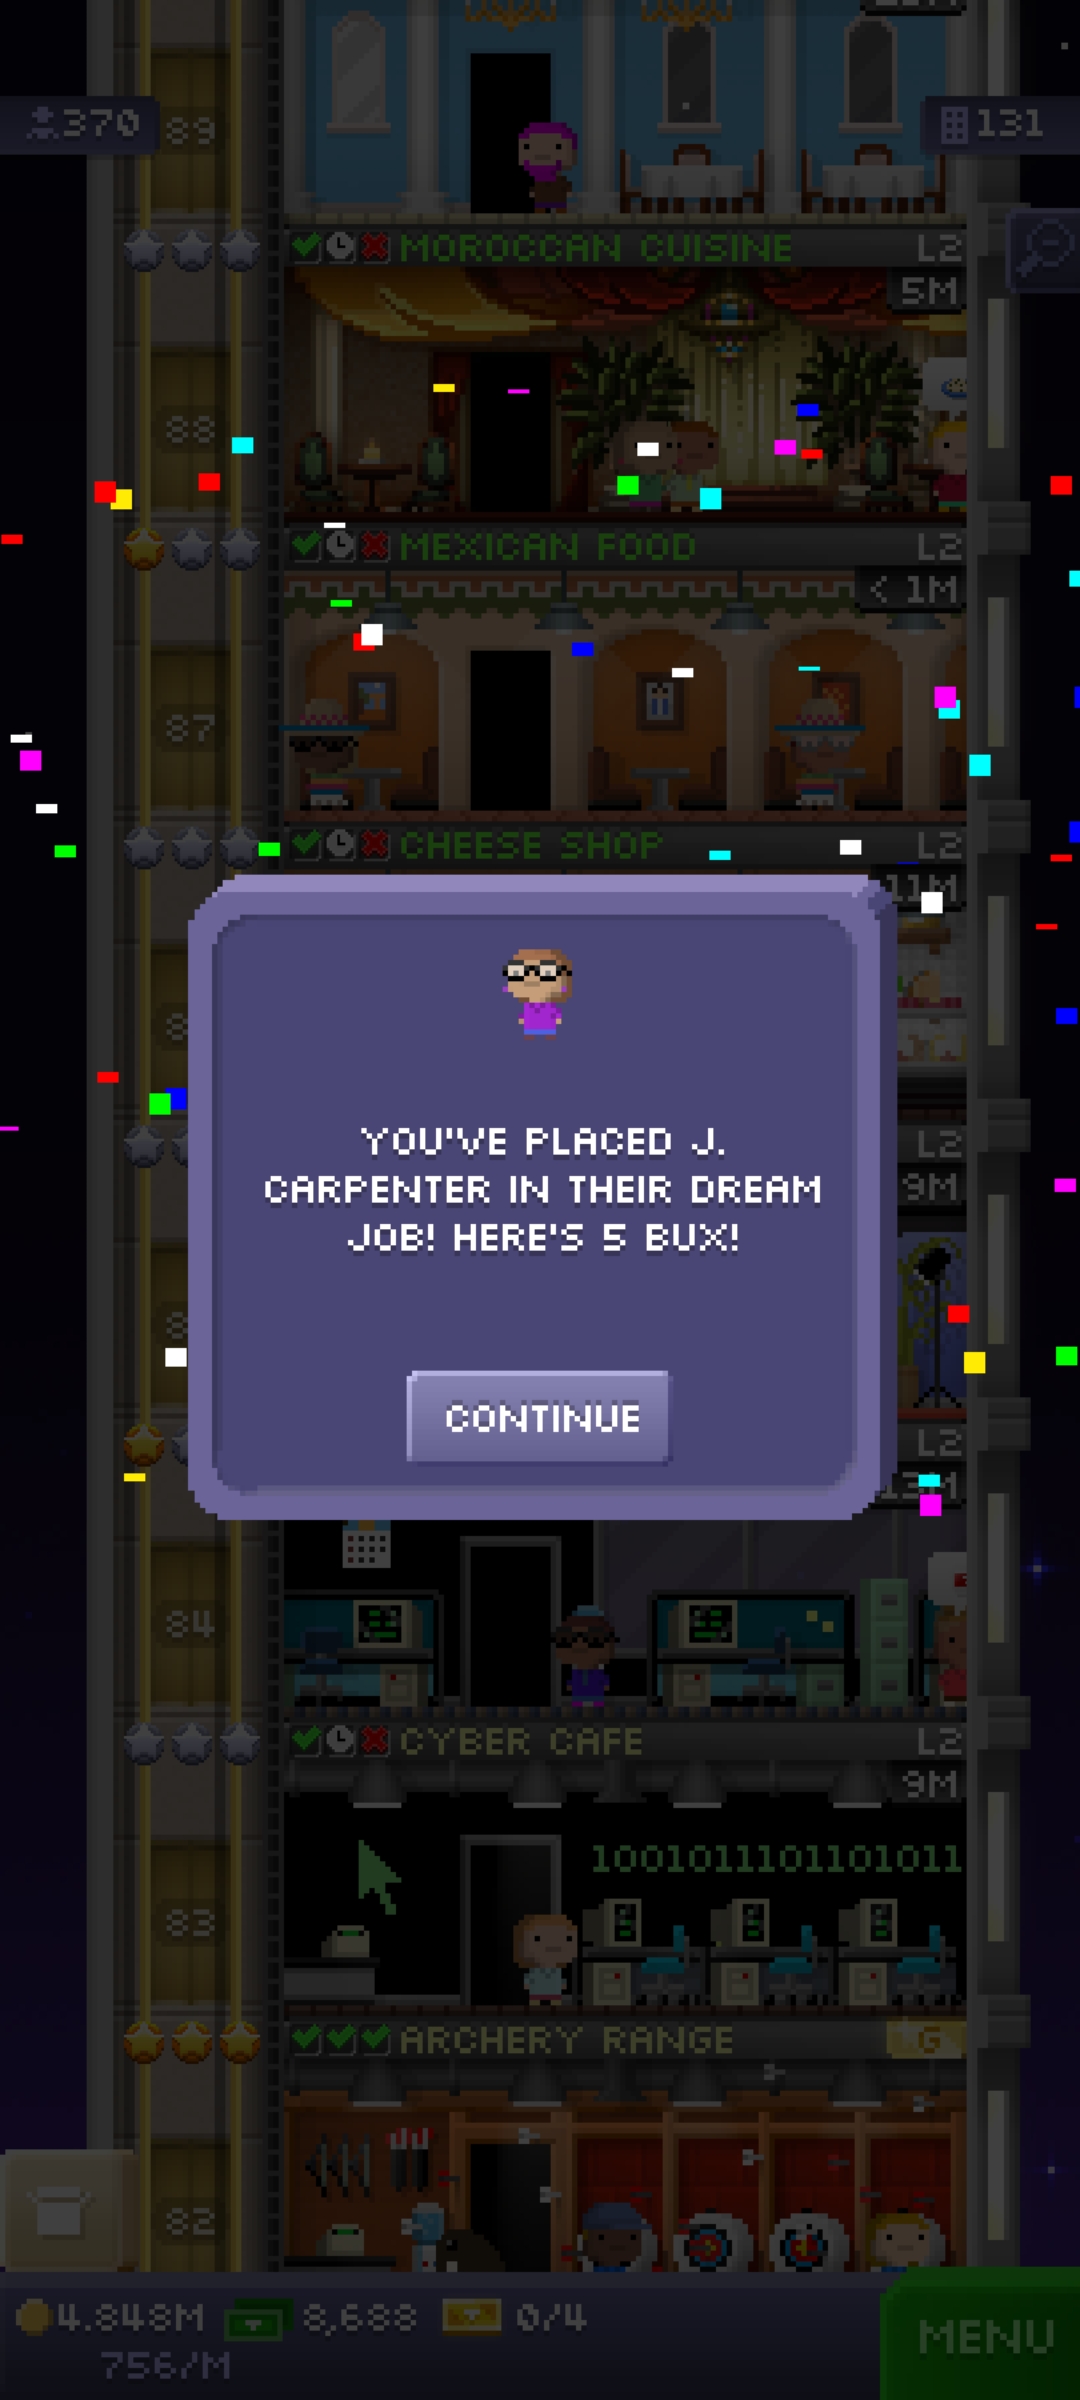 370
89
131
MOROCCAN CUISINE
L2
5M
88
MEXICAN FOOD
L2
< 1M
87
CHEESE SHOP
L2
11M
YOU'VE PLACED J.
CARPENTER IN THEIR DREAM
JOB! HERE'S 5 BUX!
L2
9M
CONTINUE
L2
84
CYBER CAFE
L2
9M
1001011101101011
83
ARCHERY RANGE
G
82
4.848M
8,688
0/4
756/M
MENU